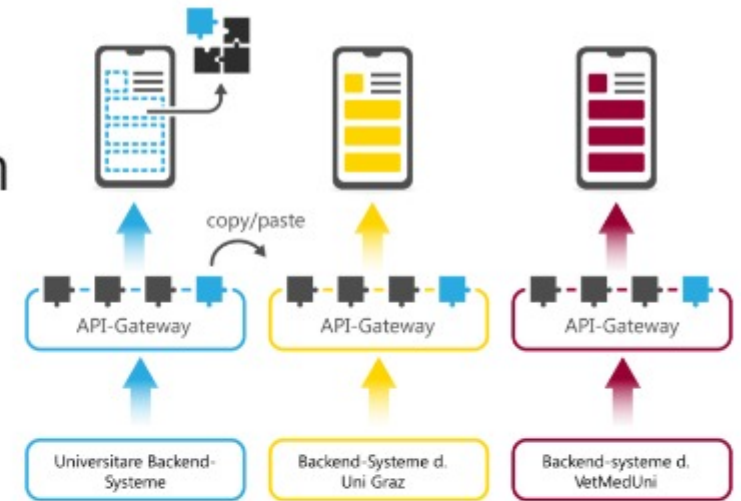 n
copy/paste
API-Gateway
API-Gateway
API-Gateway
Universitare Backend-
Systeme
Backend-Systeme d.
Uni Graz
Backend-systeme d.
VetMedUni